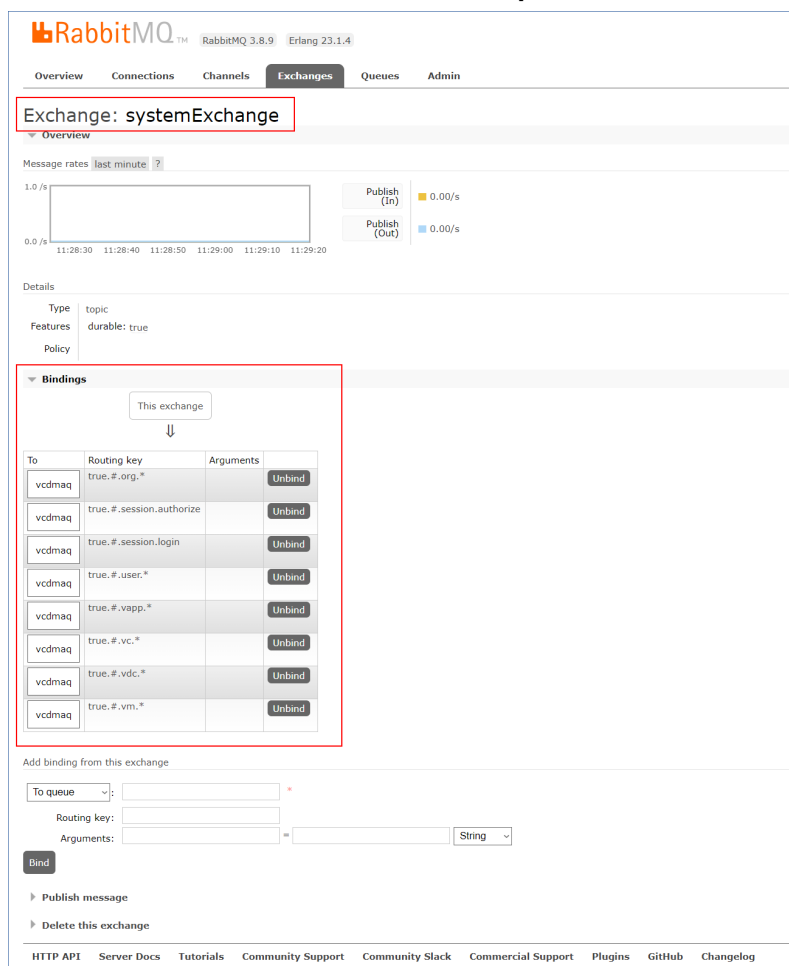 RabbitMQ TM RabbitMQ 3.8.9 Erlang 23.1.4
Overview Connections Channels Exchanges Queues Admin
Exchange: systemExchange
Overview
Message rates last minute ?
1.0 /s
Publish (In) 0.00/s
Publish (Out) 0.00/s
0.0 /s
11:28:30 11:28:40 11:28:50 11:29:00 11:29:10 11:29:20
Details
Type topic
Features durable: true
Policy
Bindings
This exchange
⇓
To Routing key Arguments
vcdmaq true.#.org.* Unbind
vcdmaq true.#.session.authorize Unbind
vcdmaq true.#.session.login Unbind
vcdmaq true.#.user.* Unbind
vcdmaq true.#.vapp.* Unbind
vcdmaq true.#.vc.* Unbind
vcdmaq true.#.vdc.* Unbind
vcdmaq true.#.vm.* Unbind
Add binding from this exchange
To queue : *
Routing key:
Arguments: = String
Bind
Publish message
Delete this exchange
HTTP API Server Docs Tutorials Community Support Community Slack Commercial Support Plugins GitHub Changelog